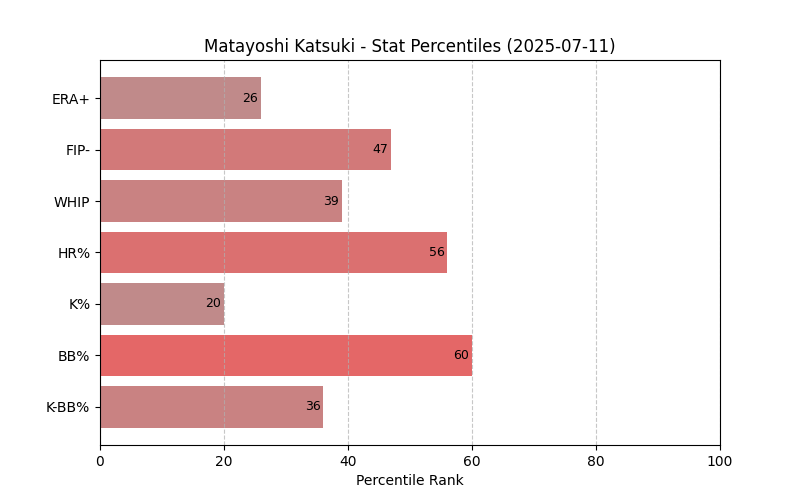 Matayoshi Katsuki - Stat Percentiles (2025-07-11)
ERA+ 26
FIP- 47
WHIP 39
HR% 56
K% 20
BB% 60
K-BB% 36
0 20 40 60 80 100
Percentile Rank